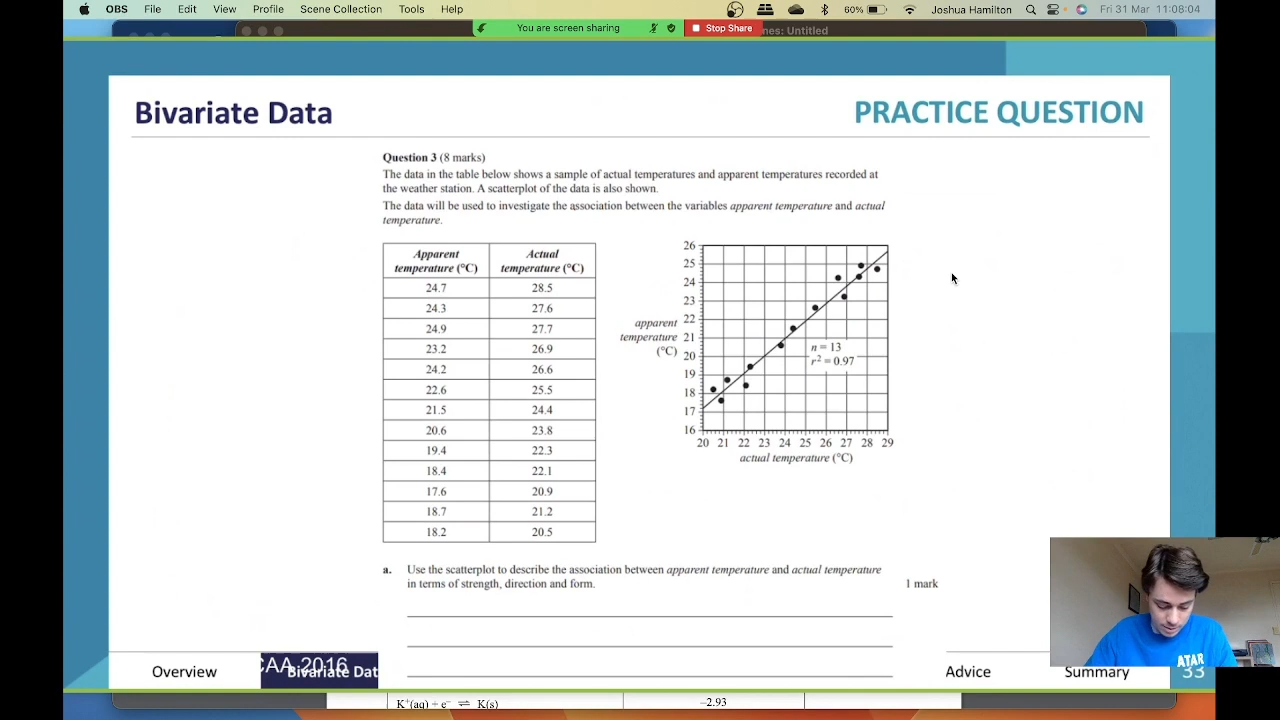 OBS File Edit View Profile Scene Collection Tools Help 60% Joshua Hamilton Fri 31 Mar 11:08:04
You are screen sharing Stop Share nes: Untitled
Bivariate Data PRACTICE QUESTION
Question 3 (8 marks)
The data in the table below shows a sample of actual temperatures and apparent temperatures recorded at
the weather station. A scatterplot of the data is also shown.
The data will be used to investigate the association between the variables apparent temperature and actual
temperature.
Apparent Actual
temperature (°C) temperature (°C)
24.7 28.5
24.3 27.6
24.9 27.7
23.2 26.9
24.2 26.6
22.6 25.5
21.5 24.4
20.6 23.8
19.4 22.3
18.4 22.1
17.6 20.9
18.7 21.2
18.2 20.5
26
25
24
23
22
21
20
19
18
17
16
apparent
temperature
(°C)
n = 13
r² = 0.97
20 21 22 23 24 25 26 27 28 29
actual temperature (°C)
a. Use the scatterplot to describe the association between apparent temperature and actual temperature
in terms of strength, direction and form. 1 mark
ATAR
CAA 2016
Overview Bivariate Dat Advice Summary 33
K⁺(aq) + e⁻ ⇌ K(s) −2.93